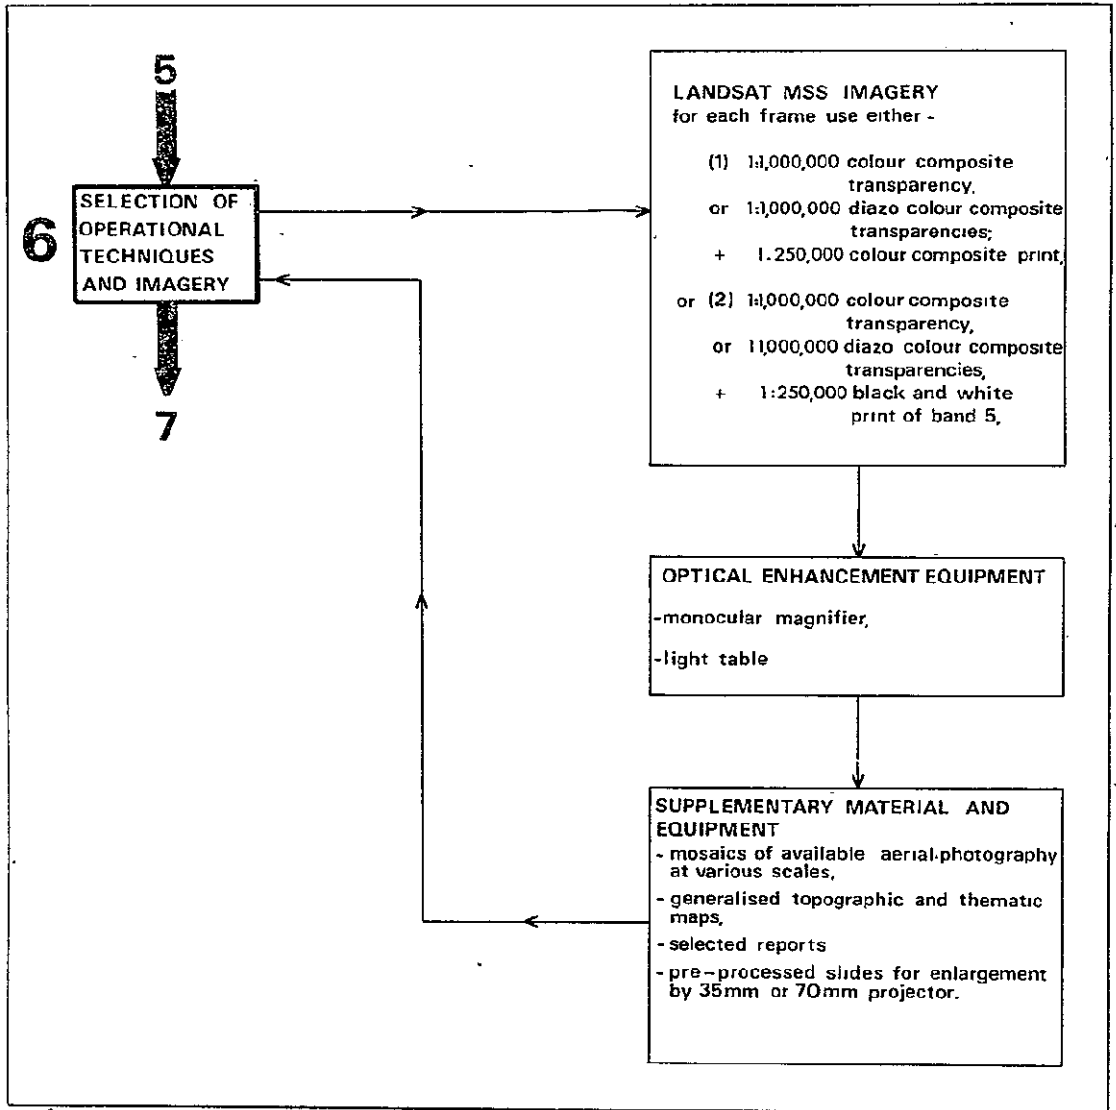 5
6
SELECTION OF
OPERATIONAL
TECHNIQUES
AND IMAGERY
7
LANDSAT MSS IMAGERY
for each frame use either -
(1) 1:1,000,000 colour composite
transparency,
or 1:1,000,000 diazo colour composite
transparencies;
+ 1.250,000 colour composite print,
or (2) 1:1,000,000 colour composite
transparency,
or 11,000,000 diazo colour composite
transparencies,
+ 1:250,000 black and white
print of band 5,
OPTICAL ENHANCEMENT EQUIPMENT
-monocular magnifier,
-light table
SUPPLEMENTARY MATERIAL AND
EQUIPMENT
- mosaics of available aerial photography
at various scales,
- generalised topographic and thematic
maps,
- selected reports
- pre-processed slides for enlargement
by 35mm or 70mm projector.